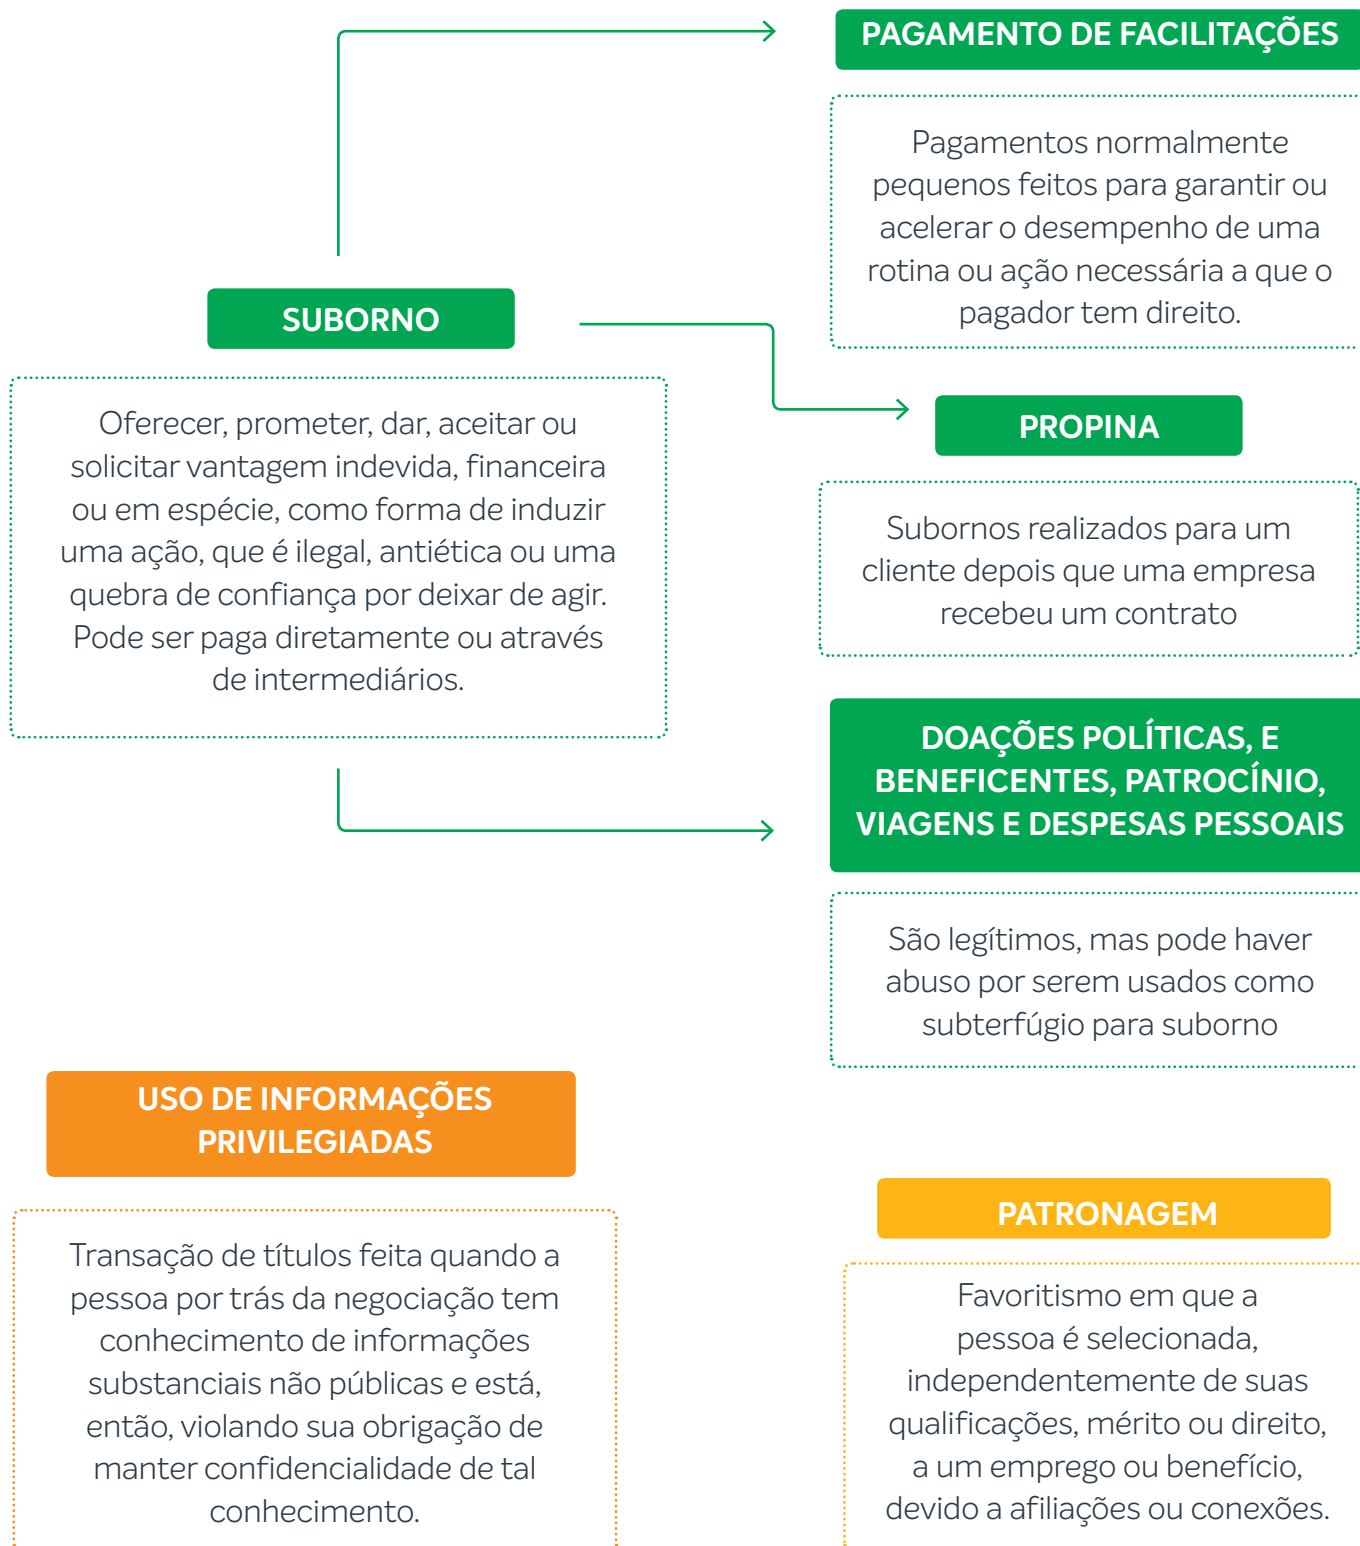 PAGAMENTO DE FACILITAÇÕES
Pagamentos normalmente
pequenos feitos para garantir ou
acelerar o desempenho de uma
rotina ou ação necessária a que o
pagador tem direito.
SUBORNO
Oferecer, prometer, dar, aceitar ou
solicitar vantagem indevida, financeira
ou em espécie, como forma de induzir
uma ação, que é ilegal, antiética ou uma
quebra de confiança por deixar de agir.
Pode ser paga diretamente ou através
de intermediários.
PROPINA
Subornos realizados para um
cliente depois que uma empresa
recebeu um contrato
DOAÇÕES POLÍTICAS, E
BENEFICENTES, PATROCÍNIO,
VIAGENS E DESPESAS PESSOAIS
São legítimos, mas pode haver
abuso por serem usados como
subterfúgio para suborno
USO DE INFORMAÇÕES
PRIVILEGIADAS
Transação de títulos feita quando a
pessoa por trás da negociação tem
conhecimento de informações
substanciais não públicas e está,
então, violando sua obrigação de
manter confidencialidade de tal
conhecimento.
PATRONAGEM
Favoritismo em que a
pessoa é selecionada,
independentemente de suas
qualificações, mérito ou direito,
a um emprego ou benefício,
devido a afiliações ou conexões.